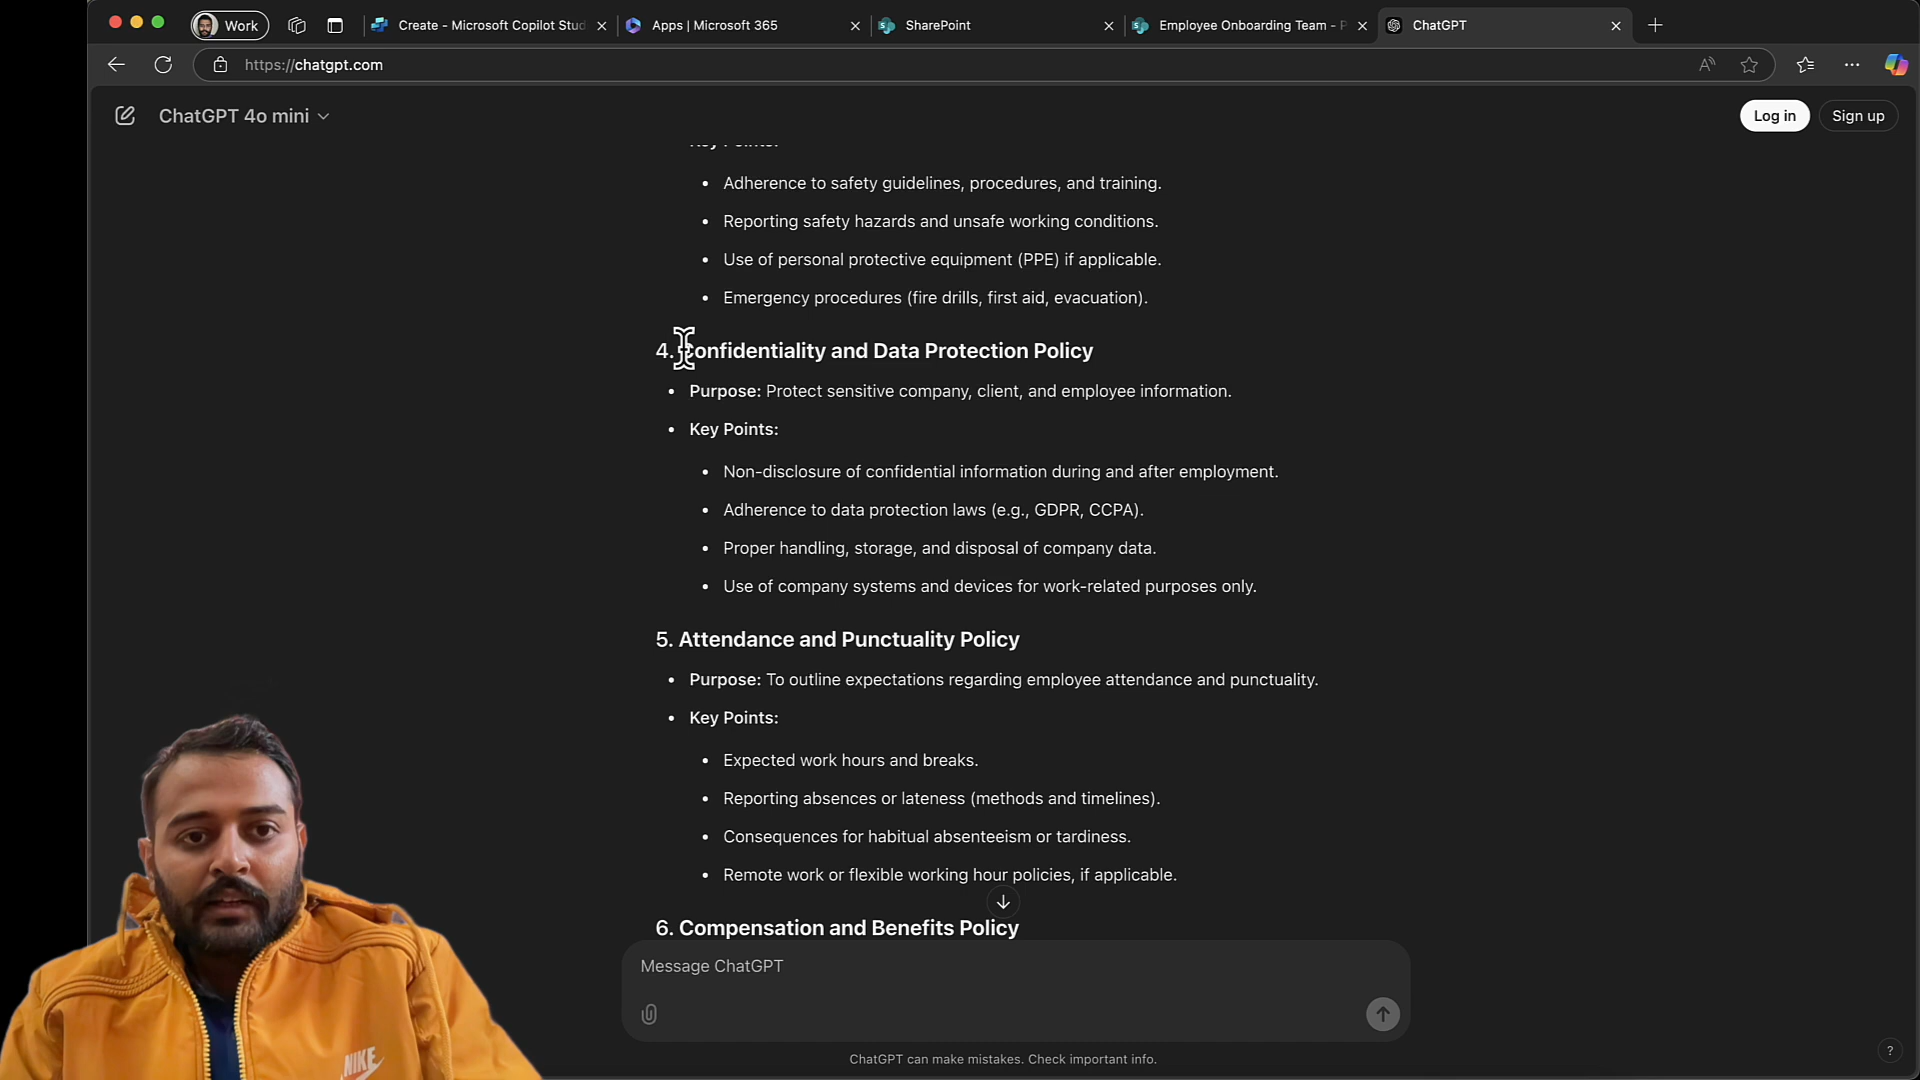 Work
Create - Microsoft Copilot Stud
Apps | Microsoft 365
SharePoint
Employee Onboarding Team - P
ChatGPT
https://chatgpt.com
ChatGPT 4o mini
Log in
Sign up
Key Points:
• Adherence to safety guidelines, procedures, and training.
• Reporting safety hazards and unsafe working conditions.
• Use of personal protective equipment (PPE) if applicable.
• Emergency procedures (fire drills, first aid, evacuation).
4. Confidentiality and Data Protection Policy
• Purpose: Protect sensitive company, client, and employee information.
• Key Points:
• Non-disclosure of confidential information during and after employment.
• Adherence to data protection laws (e.g., GDPR, CCPA).
• Proper handling, storage, and disposal of company data.
• Use of company systems and devices for work-related purposes only.
5. Attendance and Punctuality Policy
• Purpose: To outline expectations regarding employee attendance and punctuality.
• Key Points:
• Expected work hours and breaks.
• Reporting absences or lateness (methods and timelines).
• Consequences for habitual absenteeism or tardiness.
• Remote work or flexible working hour policies, if applicable.
6. Compensation and Benefits Policy
Message ChatGPT
ChatGPT can make mistakes. Check important info.
?
NIKE